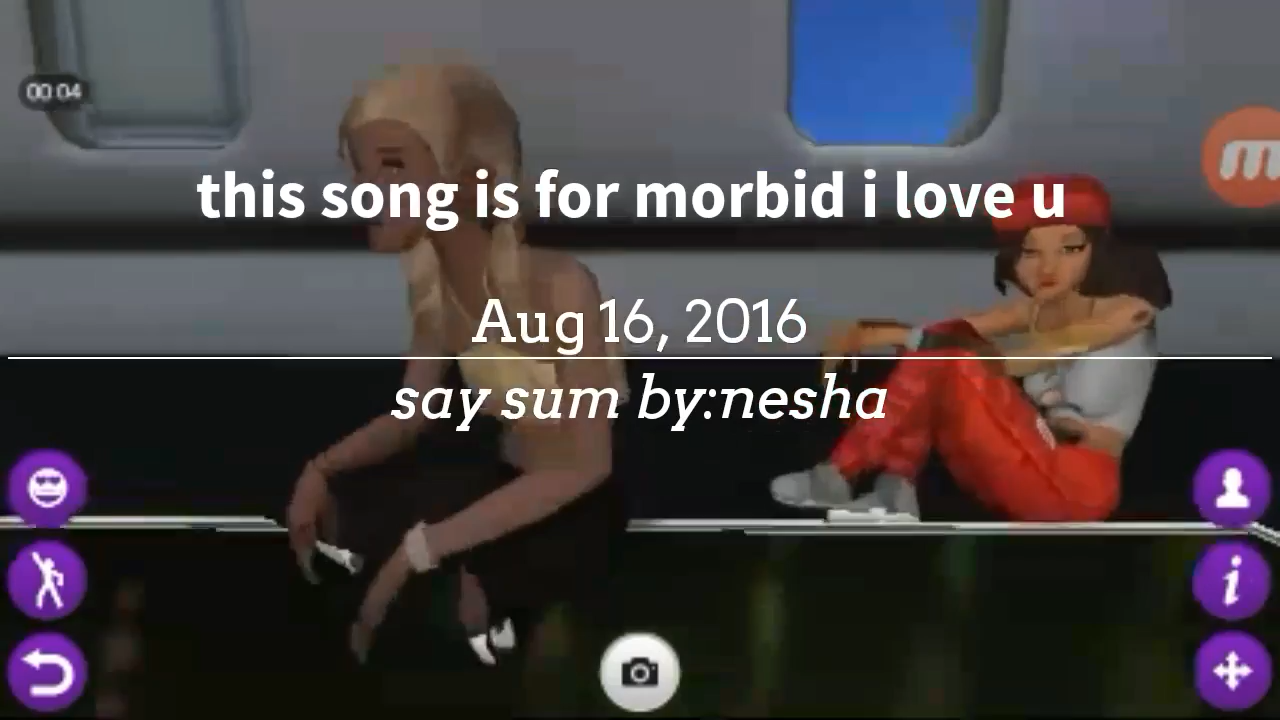 00:04
this song is for morbid i love u
Aug 16, 2016
say sum by:nesha